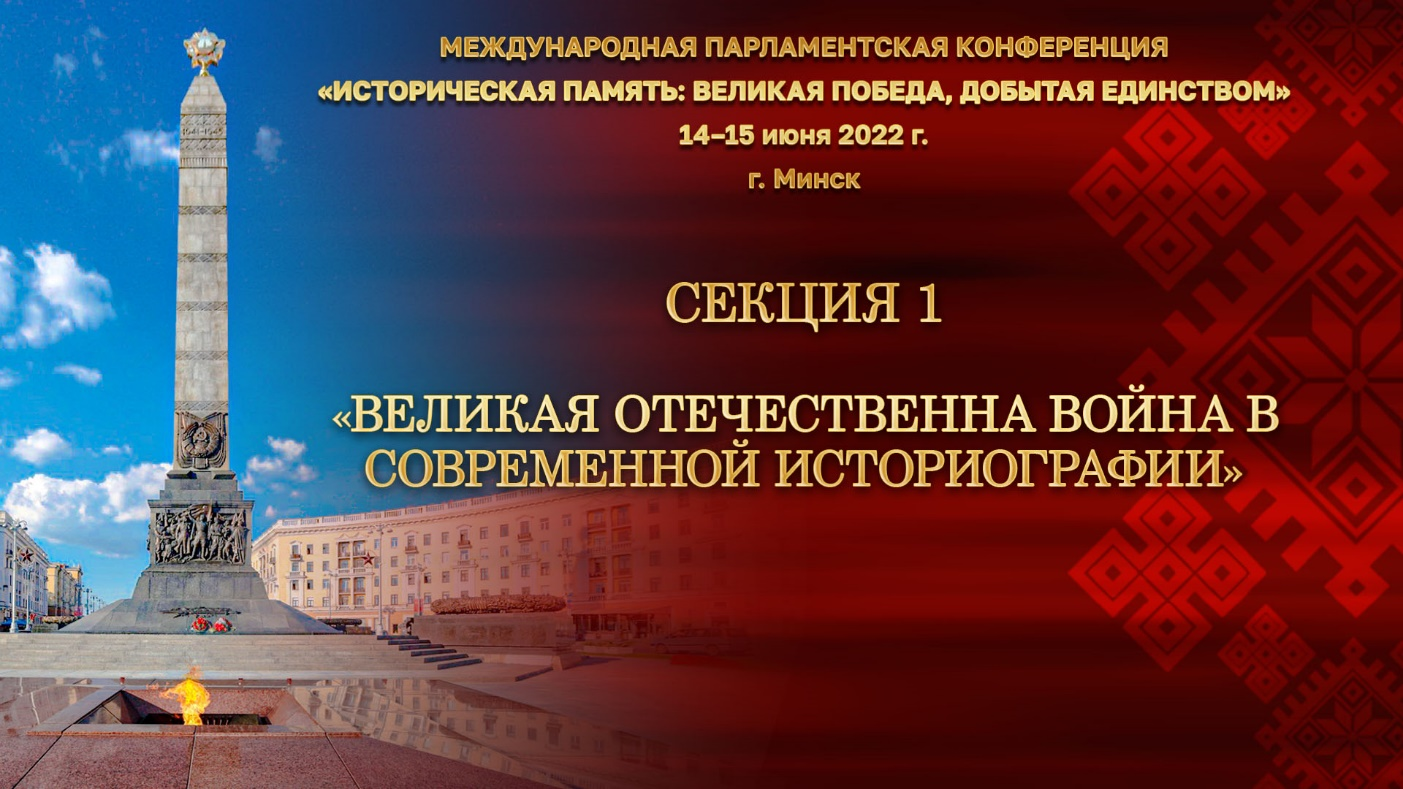 МЕЖДУНАРОДНАЯ ПАРЛАМЕНТСКАЯ КОНФЕРЕНЦИЯ
«ИСТОРИЧЕСКАЯ ПАМЯТЬ: ВЕЛИКАЯ ПОБЕДА, ДОБЫТАЯ ЕДИНСТВОМ»
14–15 июня 2022 г.
г. Минск
СЕКЦИЯ 1
«ВЕЛИКАЯ ОТЕЧЕСТВЕННА ВОЙНА В
СОВРЕМЕННОЙ ИСТОРИОГРАФИИ»